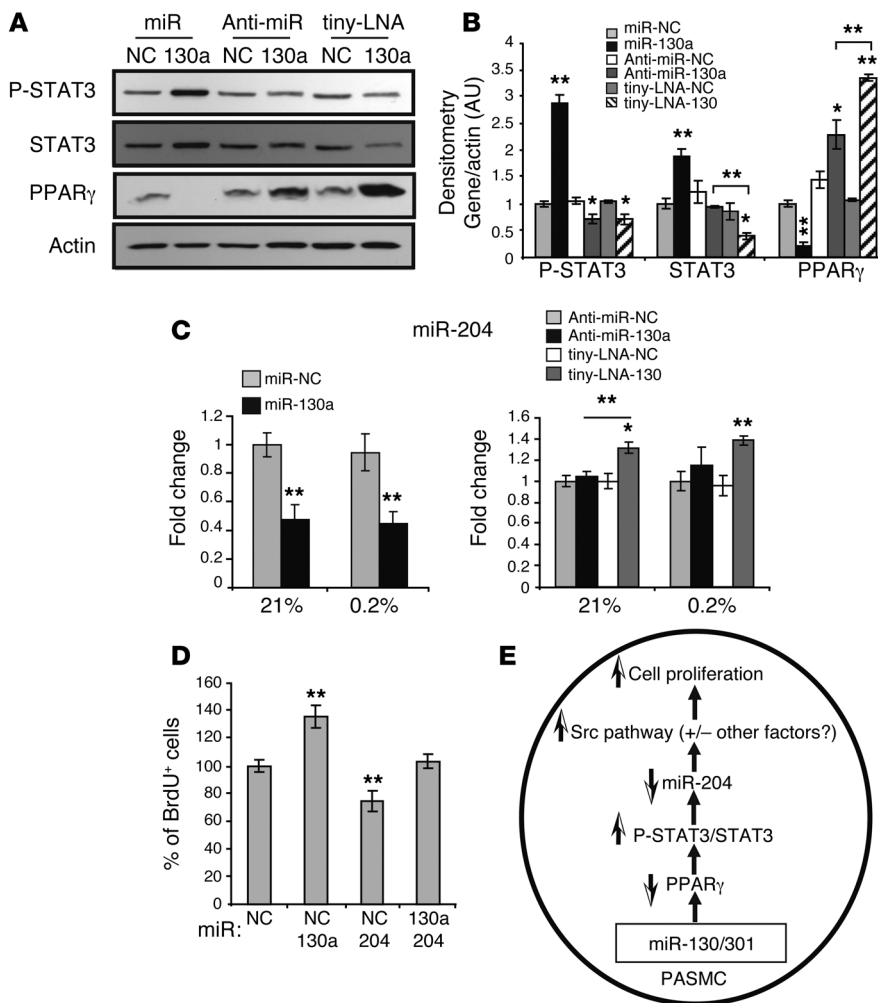 A
miR Anti-miR tiny-LNA
NC 130a NC 130a NC 130a
P-STAT3
STAT3
PPARγ
Actin
B
miR-NC
miR-130a
Anti-miR-NC
Anti-miR-130a
tiny-LNA-NC
tiny-LNA-130
Densitometry
Gene/actin (AU)
4
3.5
3
2.5
2
1.5
1
0.5
0
**
*
*
**
**
*
**
*
**
**
P-STAT3 STAT3 PPARγ
C
miR-204
miR-NC
miR-130a
Fold change
1.2
1
0.8
0.6
0.4
0.2
0
**
**
21% 0.2%
Anti-miR-NC
Anti-miR-130a
tiny-LNA-NC
tiny-LNA-130
Fold change
1.6
1.4
1.2
1
0.8
0.6
0.4
0.2
0
**
*
**
21% 0.2%
D
% of BrdU+ cells
160
140
120
100
80
60
40
20
0
**
**
miR: NC NC NC 130a
130a 204 204
E
Cell proliferation
Src pathway (+/– other factors?)
miR-204
P-STAT3/STAT3
PPARγ
miR-130/301
PASMC